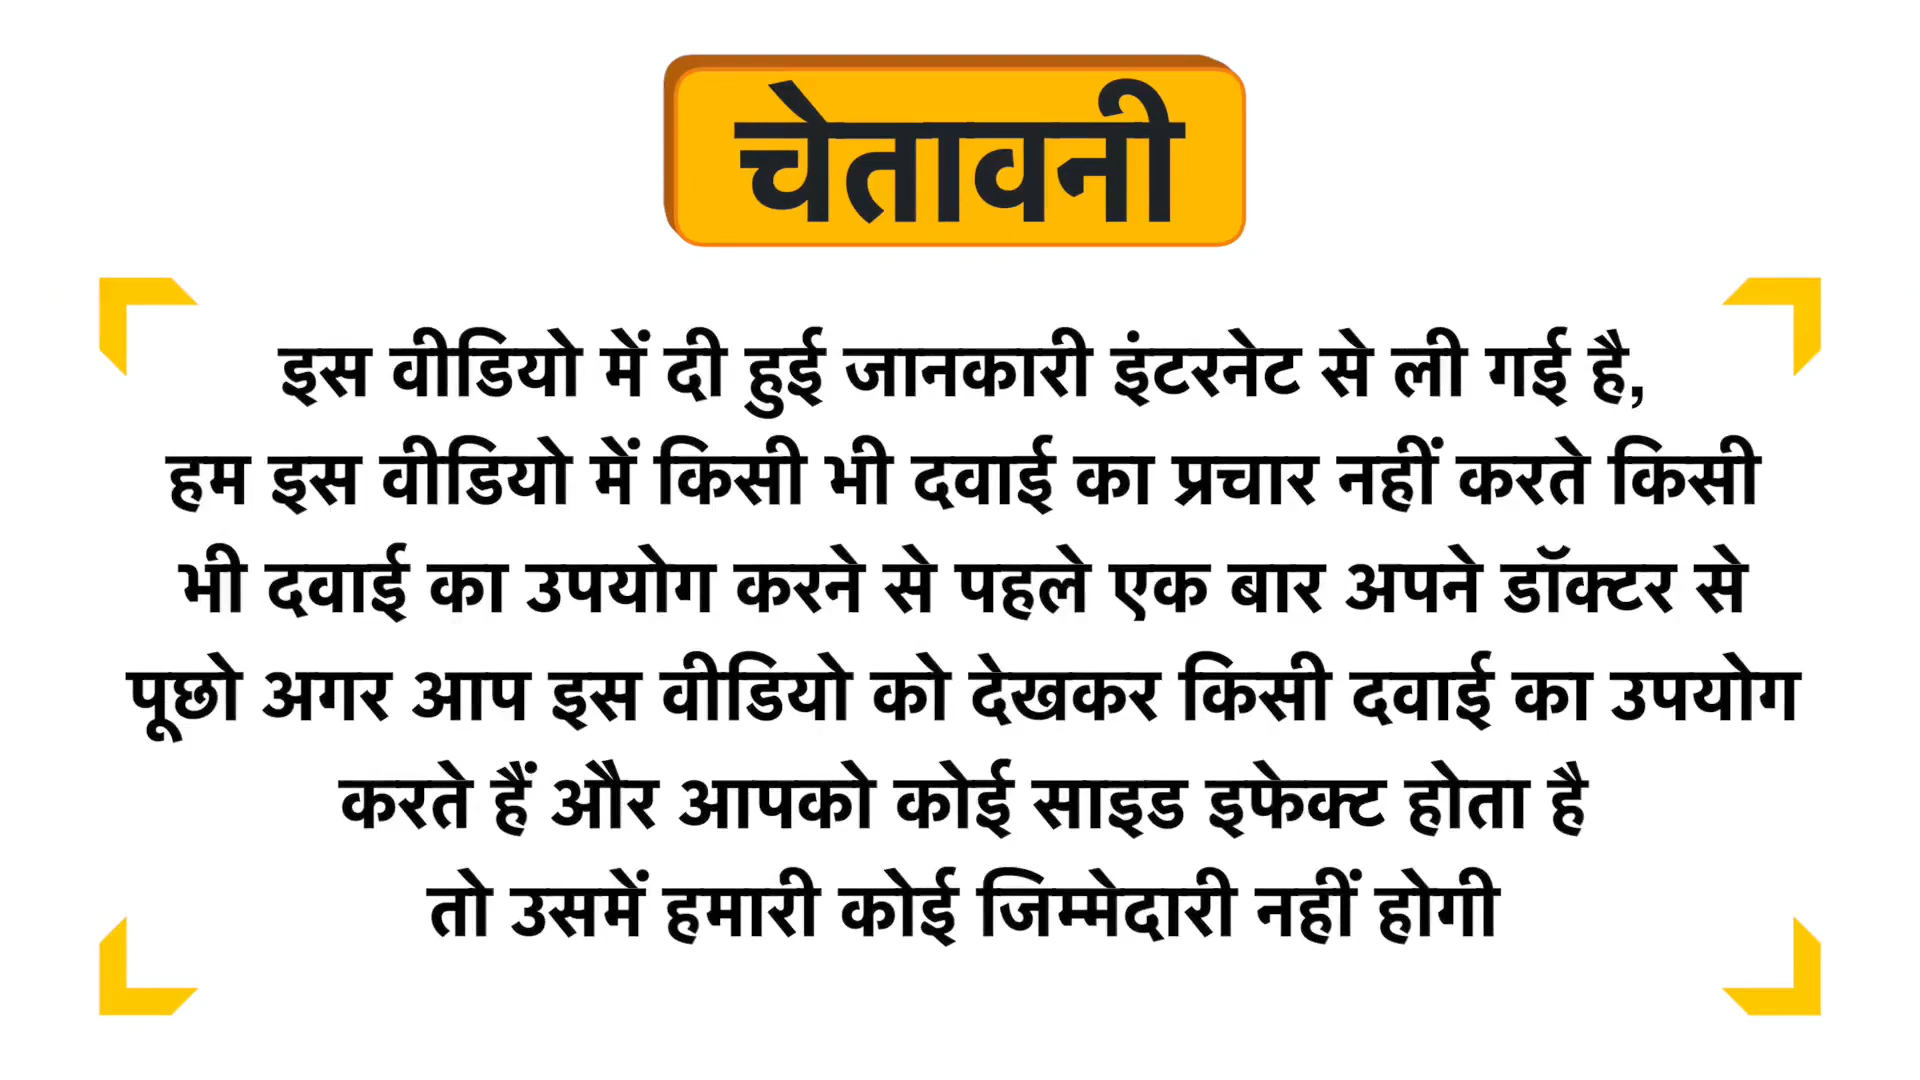 चेतावनी
इस वीडियो में दी हुई जानकारी इंटरनेट से ली गई है,
हम इस वीडियो में किसी भी दवाई का प्रचार नहीं करते किसी
भी दवाई का उपयोग करने से पहले एक बार अपने डॉक्टर से
पूछो अगर आप इस वीडियो को देखकर किसी दवाई का उपयोग
करते हैं और आपको कोई साइड इफेक्ट होता है
तो उसमें हमारी कोई जिम्मेदारी नहीं होगी